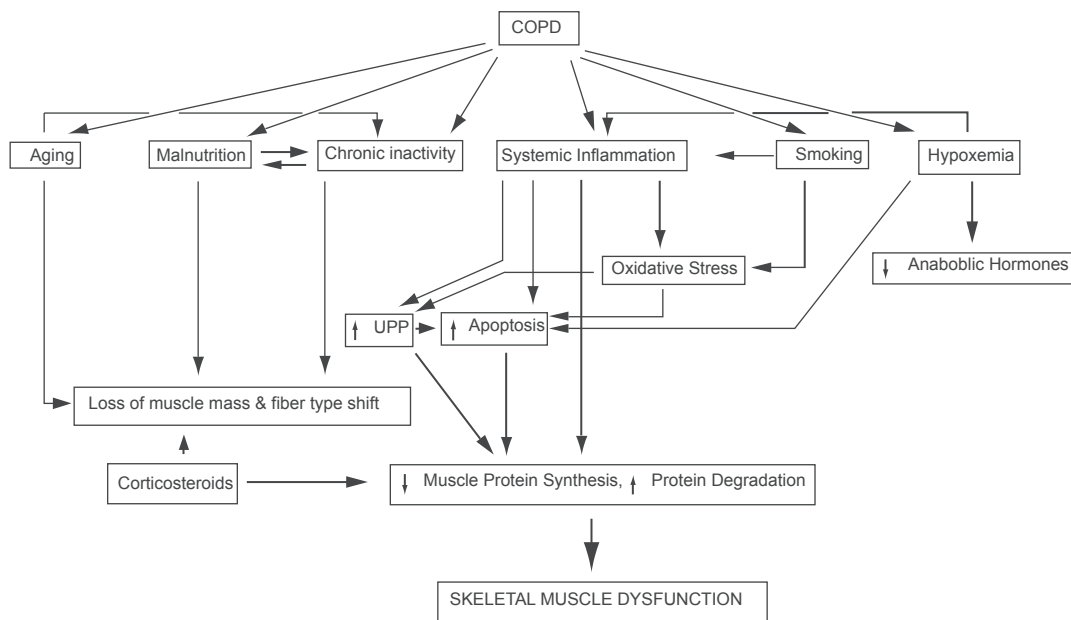 COPD
Aging
Malnutrition
Chronic inactivity
Systemic Inflammation
Smoking
Hypoxemia
Oxidative Stress
Anaboblic Hormones
UPP
Apoptosis
Loss of muscle mass & fiber type shift
Corticosteroids
Muscle Protein Synthesis, Protein Degradation
SKELETAL MUSCLE DYSFUNCTION